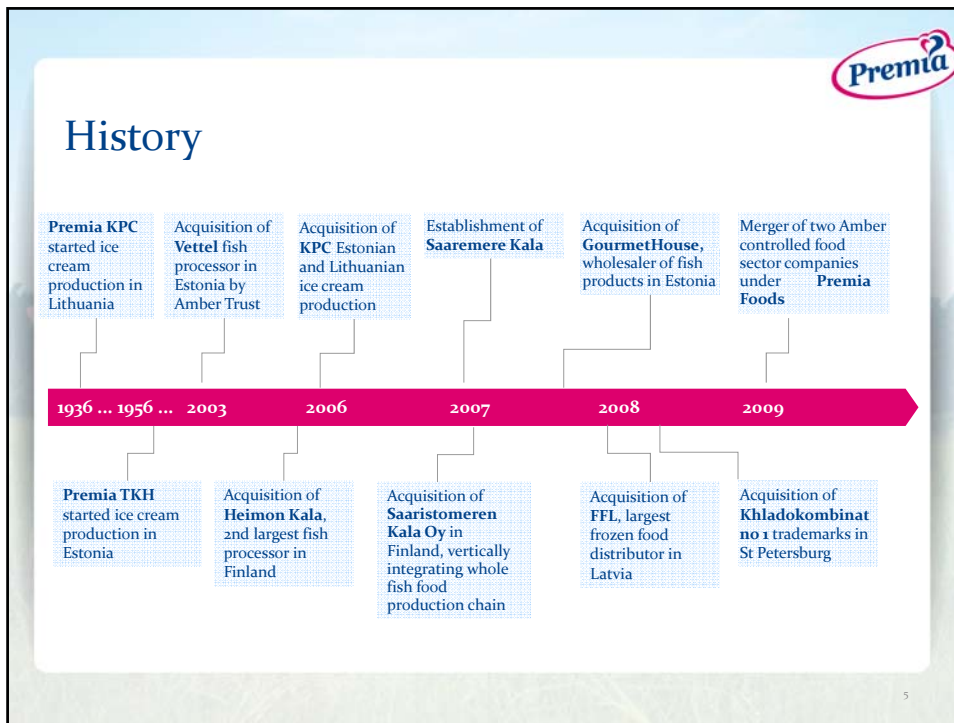 Premia
History
Premia KPC
started ice
cream
production in
Lithuania
Acquisition of
Vettel fish
processor in
Estonia by
Amber Trust
Acquisition of
KPC Estonian
and Lithuanian
ice cream
production
Establishment of
Saaremere Kala
Acquisition of
GourmetHouse,
wholesaler of fish
products in Estonia
Merger of two Amber
controlled food
sector companies
under Premia
Foods
1936 ... 1956 ... 2003 2006 2007 2008 2009
Premia TKH
started ice cream
production in
Estonia
Acquisition of
Heimon Kala,
2nd largest fish
processor in
Finland
Acquisition of
Saaristomeren
Kala Oy in
Finland, vertically
integrating whole
fish food
production chain
Acquisition of
FFL, largest
frozen food
distributor in
Latvia
Acquisition of
Khladokombinat
no 1 trademarks in
St Petersburg
5